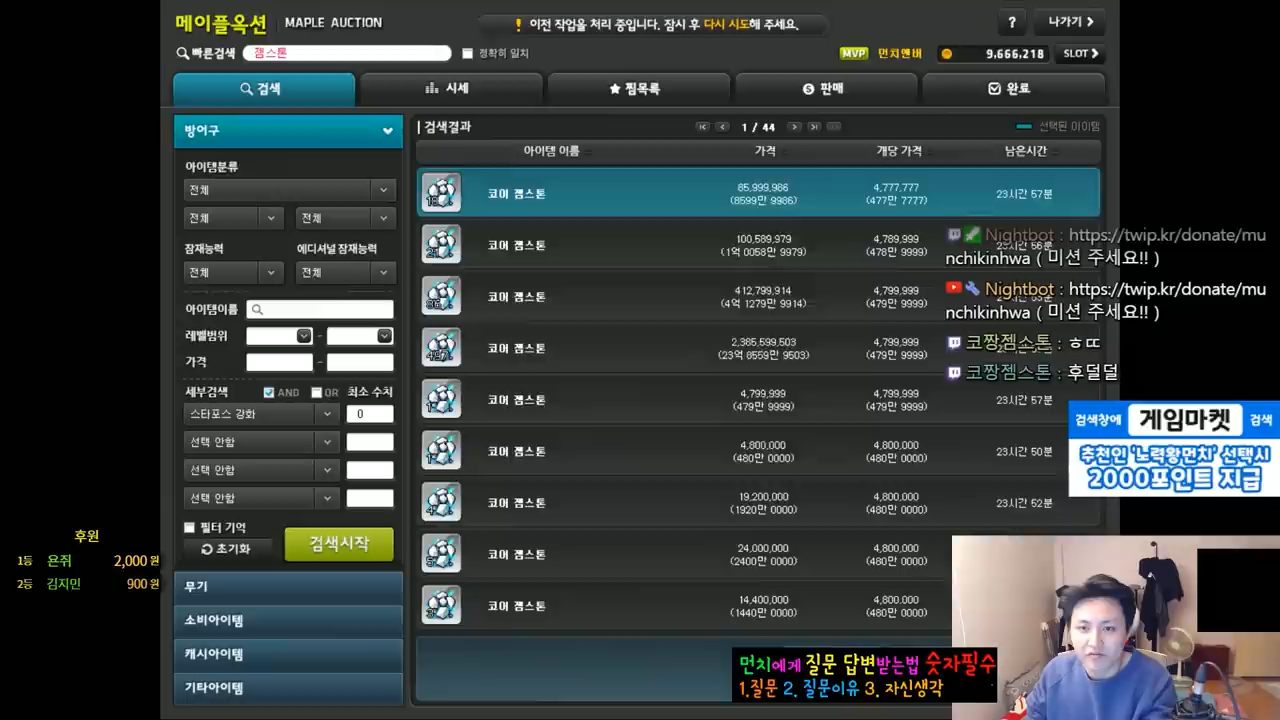 메이플옥션 MAPLE AUCTION
! 이전 작업을 처리 중입니다. 잠시 후 다시 시도해 주세요.
? 나가기
빠른검색 젬스톤 정확히 일치
MVP 먼치앤바 9,666,218 SLOT
검색 시세 찜목록 판매 완료
방어구
아이템분류
전체
전체 전체
잠재능력 에디셔널 잠재능력
전체 전체
아이템이름
레벨범위 -
가격 -
세부검색 AND OR 최소 수치
스타포스 강화 0
선택 안함
선택 안함
선택 안함
필터 기억
초기화 검색시작
무기
소비아이템
캐시아이템
기타아이템
검색결과 1 / 44 선택된 아이템
아이템 이름 가격 개당 가격 남은시간
18 코어 젬스톤 85,999,986 4,777,777 23시간 57분
(8599만 9986) (477만 7777)
21 코어 젬스톤 100,589,979 4,789,999
(1억 0058만 9979) (478만 9999)
86 코어 젬스톤 412,799,914 4,799,999
(4억 1279만 9914) (479만 9999)
코어 젬스톤 2,365,599,503 4,799,999
(23억 6559만 9503) (479만 9999)
1 코어 젬스톤 4,799,999 4,799,999 23시간 57분
(479만 9999) (479만 9999)
1 코어 젬스톤 4,800,000 4,800,000 23시간 50분
(480만 0000) (480만 0000)
4 코어 젬스톤 19,200,000 4,800,000 23시간 52분
(1920만 0000) (480만 0000)
5 코어 젬스톤 24,000,000 4,800,000
(2400만 0000) (480만 0000)
3 코어 젬스톤 14,400,000 4,800,000
(1440만 0000) (480만 0000)
Nightbot : https://twip.kr/donate/mu
nchikinhwa ( 미션 주세요!! )
Nightbot : https://twip.kr/donate/mu
nchikinhwa ( 미션 주세요!! )
코짱젬스톤 : ㅎㄸ
코짱젬스톤 : 후덜덜
검색창에 게임마켓 검색
추천인 '노력왕먼치' 선택시
2000포인트 지급
후원
1등 욘쥐 2,000 원
2등 김지민 900 원
먼치에게 질문 답변받는법 숫자필수
1.질문 2. 질문이유 3. 자신생각